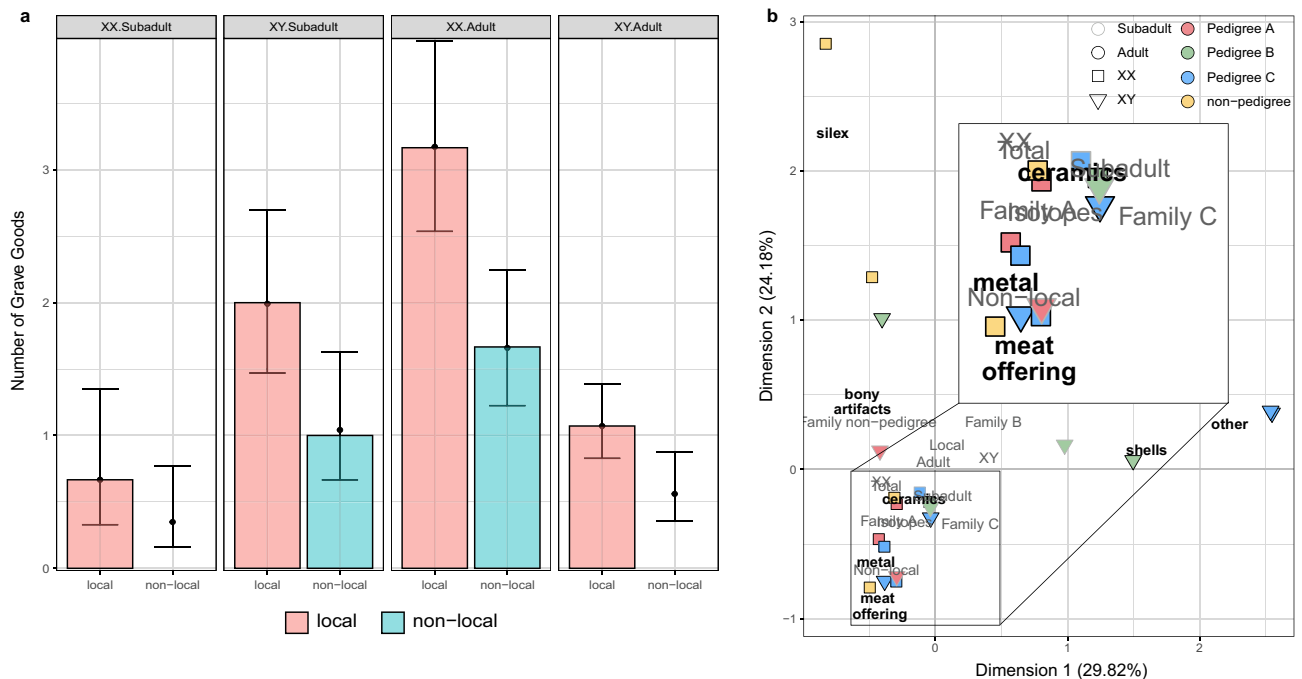 a
XX.Subadult
XY.Subadult
XX.Adult
XY.Adult
Number of Grave Goods
3
2
1
0
local
non−local
local
non−local
local
non−local
local
non−local
local
non−local
b
Subadult
Adult
XX
XY
Pedigree A
Pedigree B
Pedigree C
non−pedigree
Dimension 2 (24.18%)
3
2
1
0
−1
silex
XX
Total
ceramics
Subadult
Family A
Isotopes
Family C
metal
Non−local
meat
offering
bony
artifacts
Family non−pedigree
Family B
Local
Adult
XY
other
shells
XX
Total
ceramics
Subadult
Family A
Isotopes
Family C
metal
Non−local
meat
offering
0
1
2
Dimension 1 (29.82%)